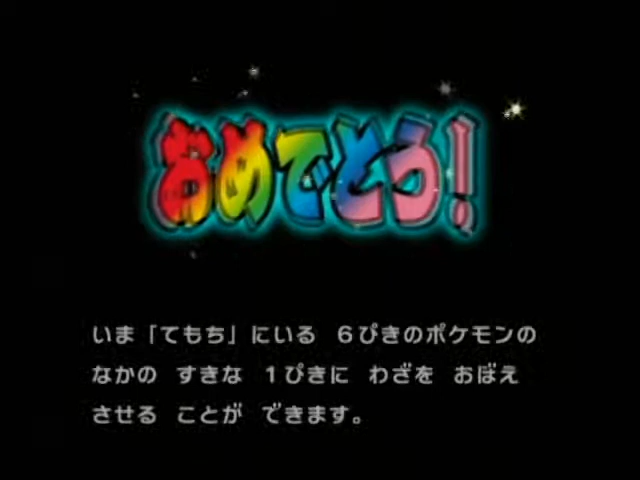 おめでとう!
いま「てもち」にいる 6ぴきのポケモンの
なかの すきな 1ぴきに わざを おぼえ
させる ことが できます。